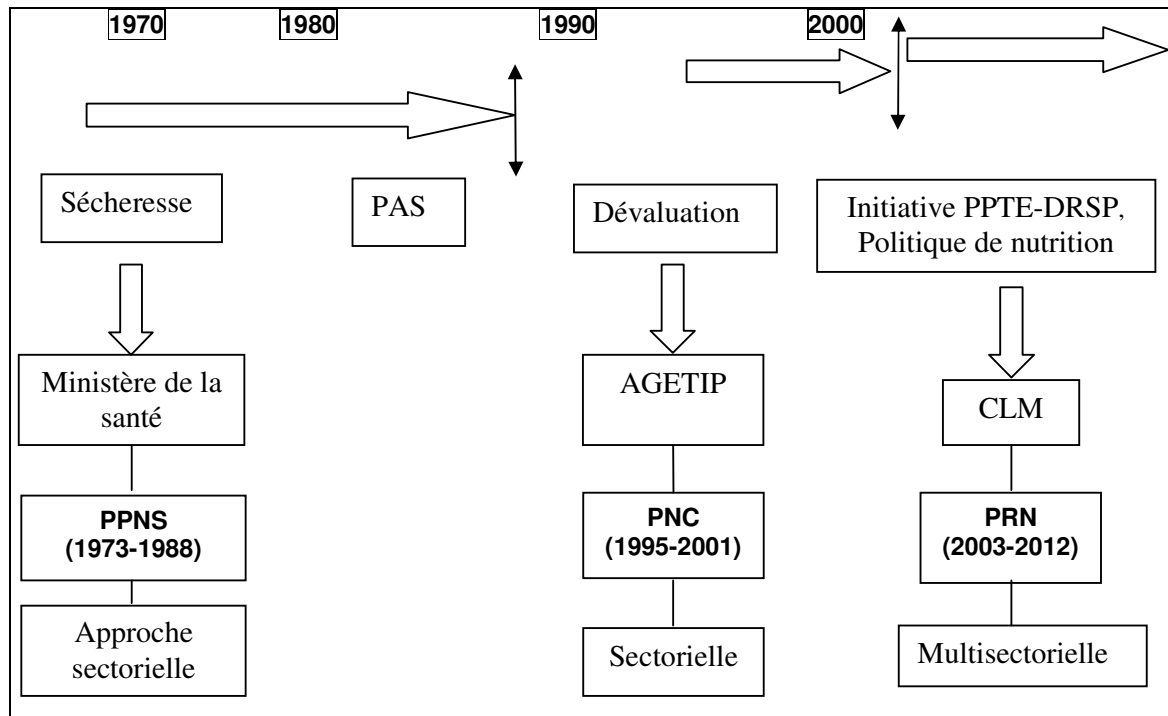 1970
1980
1990
2000
Sécheresse
PAS
Dévaluation
Initiative PPTE-DRSP,
Politique de nutrition
Ministère de la
santé
AGETIP
CLM
PPNS
(1973-1988)
PNC
(1995-2001)
PRN
(2003-2012)
Approche
sectorielle
Sectorielle
Multisectorielle